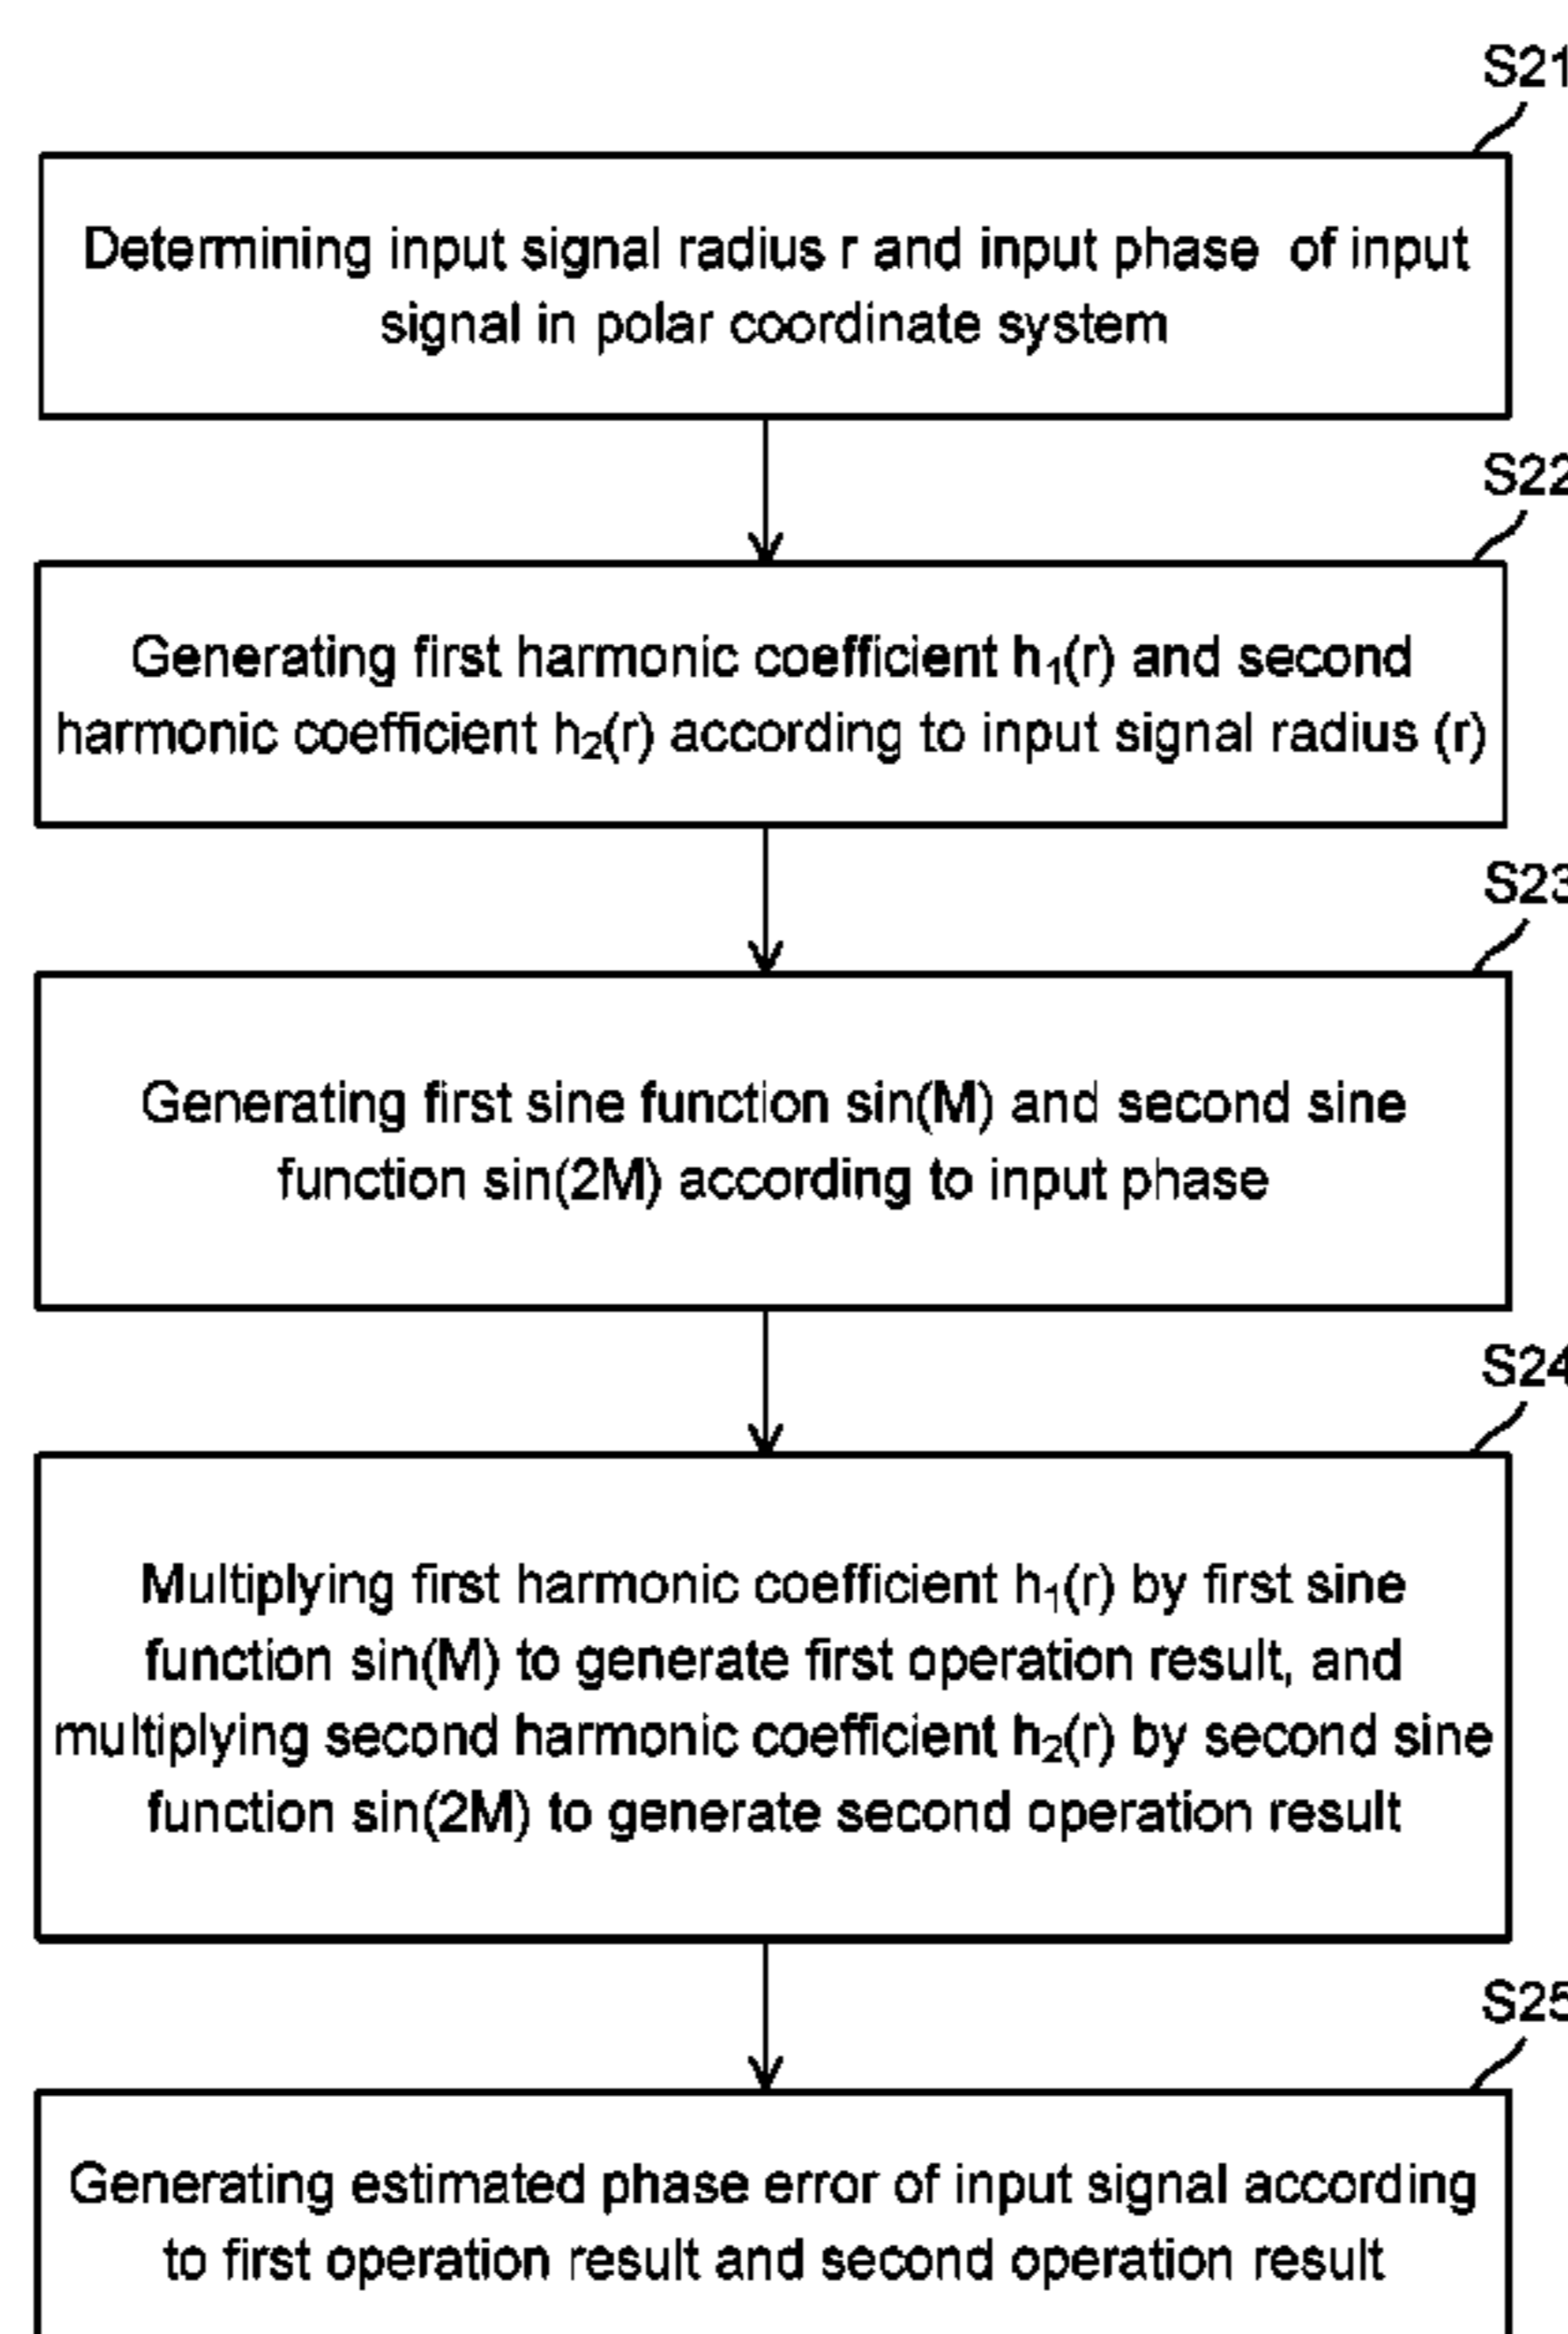 S21
Determining input signal radius r and input phase of input
signal in polar coordinate system
S22
Generating first harmonic coefficient h₁(r) and second
harmonic coefficient h₂(r) according to input signal radius (r)
S23
Generating first sine function sin(M) and second sine
function sin(2M) according to input phase
S24
Multiplying first harmonic coefficient h₁(r) by first sine
function sin(M) to generate first operation result, and
multiplying second harmonic coefficient h₂(r) by second sine
function sin(2M) to generate second operation result
S25
Generating estimated phase error of input signal according
to first operation result and second operation result